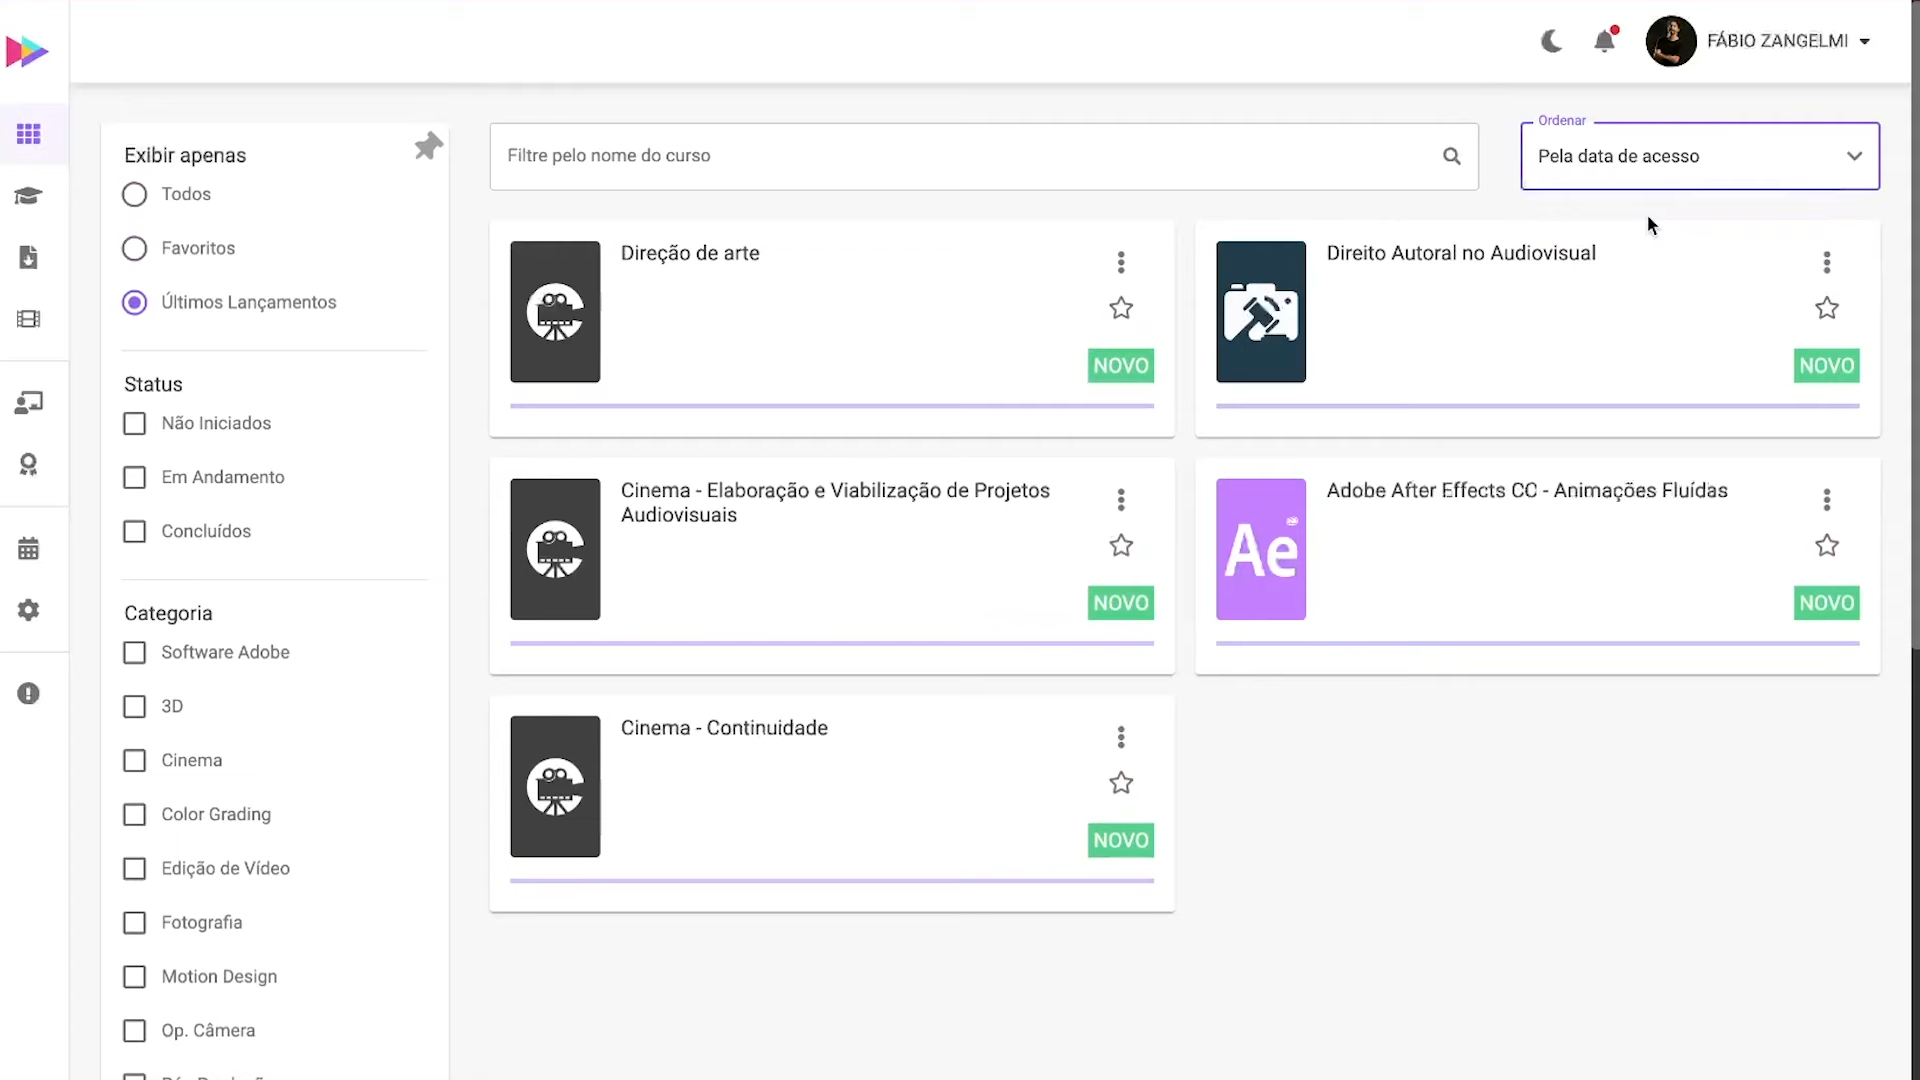 FÁBIO ZANGELMI
Exibir apenas
Todos
Favoritos
Últimos Lançamentos
Status
Não Iniciados
Em Andamento
Concluídos
Categoria
Software Adobe
3D
Cinema
Color Grading
Edição de Vídeo
Fotografia
Motion Design
Op. Câmera
Filtre pelo nome do curso
Ordenar
Pela data de acesso
Direção de arte
NOVO
Direito Autoral no Audiovisual
NOVO
Cinema - Elaboração e Viabilização de Projetos
Audiovisuais
NOVO
Ae
Adobe After Effects CC - Animações Fluídas
NOVO
Cinema - Continuidade
NOVO